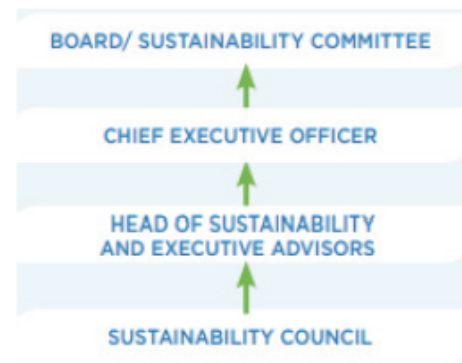 BOARD/ SUSTAINABILITY COMMITTEE
CHIEF EXECUTIVE OFFICER
HEAD OF SUSTAINABILITY
AND EXECUTIVE ADVISORS
SUSTAINABILITY COUNCIL